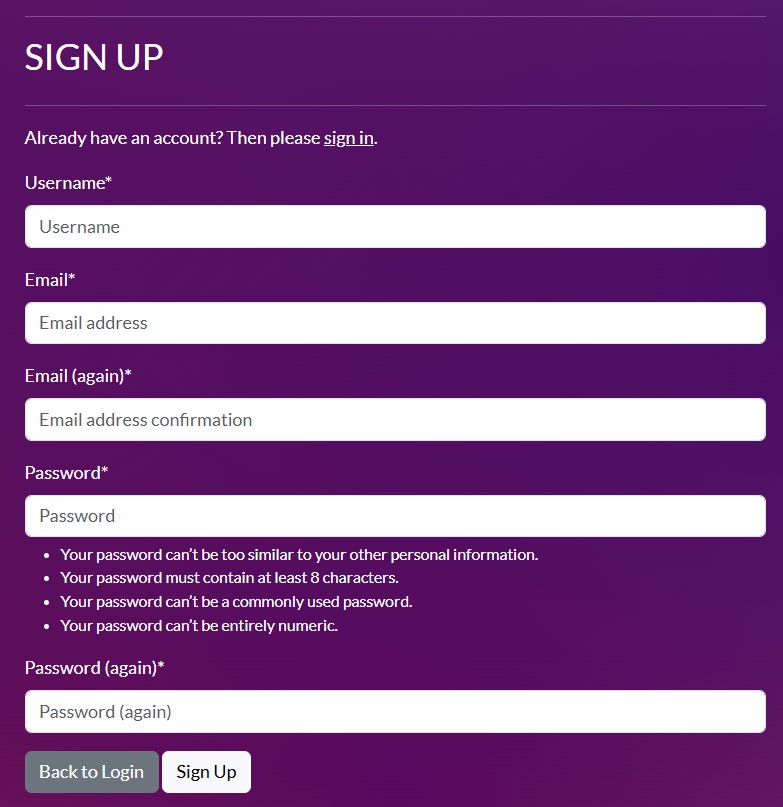 SIGN UP
Already have an account? Then please sign in.
Username*
Username
Email*
Email address
Email (again)*
Email address confirmation
Password*
Password
• Your password can’t be too similar to your other personal information.
• Your password must contain at least 8 characters.
• Your password can’t be a commonly used password.
• Your password can’t be entirely numeric.
Password (again)*
Password (again)
Back to Login Sign Up